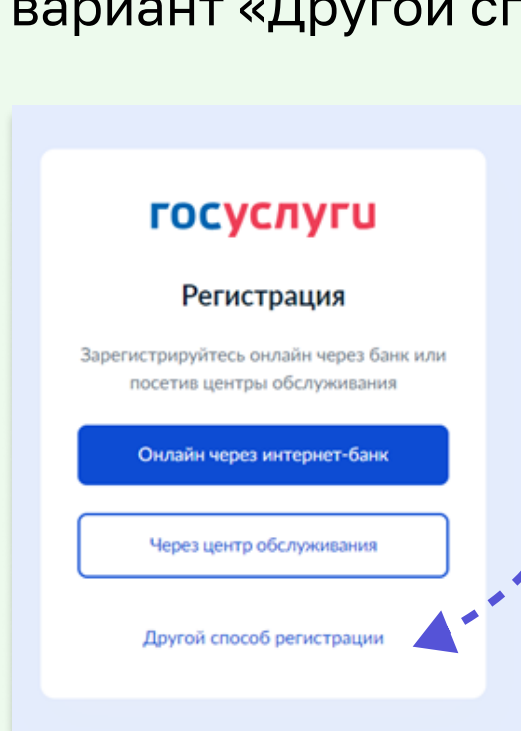 вариант «Другой сп
госуслуги
Регистрация
Зарегистрируйтесь онлайн через банк или
посетив центры обслуживания
Онлайн через интернет-банк
Через центр обслуживания
Другой способ регистрации